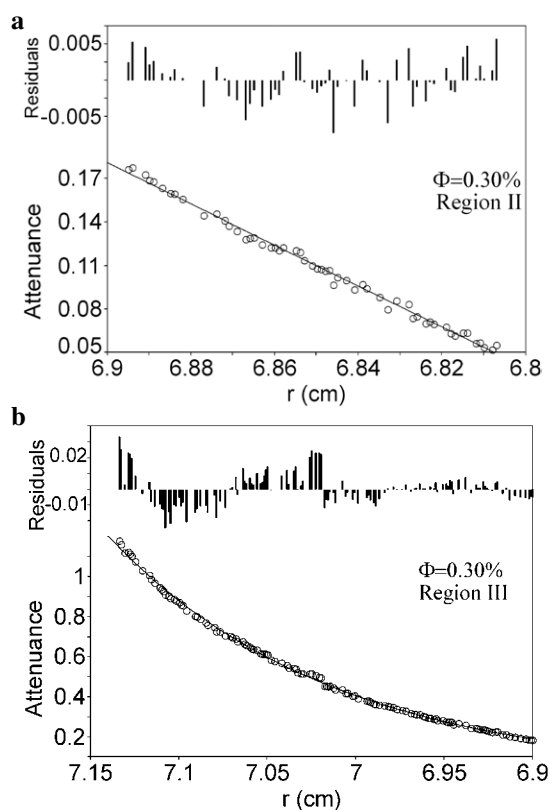 a
0.005
-0.005
Residuals
0.17
0.14
0.11
0.08
0.05
Attenuance
Φ=0.30%
Region II
6.9 6.88 6.86 6.84 6.82 6.8
r (cm)
b
0.02
-0.01
Residuals
1
0.8
0.6
0.4
0.2
Attenuance
Φ=0.30%
Region III
7.15 7.1 7.05 7 6.95 6.9
r (cm)